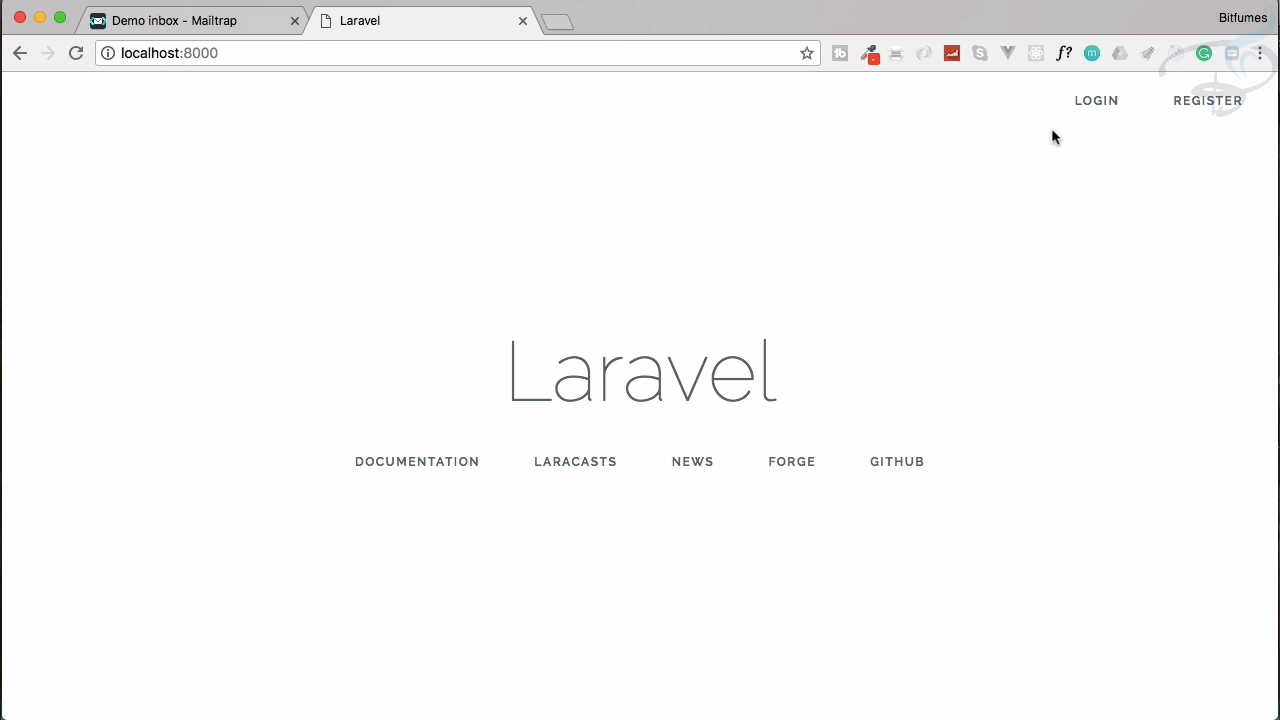 Demo inbox - Mailtrap
Laravel
Bitfumes
localhost:8000
f?
m
LOGIN
REGISTER
Laravel
DOCUMENTATION
LARACASTS
NEWS
FORGE
GITHUB